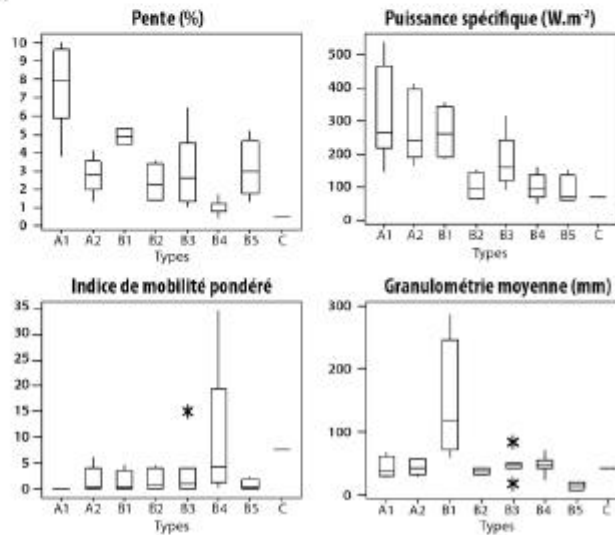 Pente (%)
10
9
8
7
6
5
4
3
2
1
0
A1 A2 B1 B2 B3 B4 B5 C
Types
Puissance spécifique (W.m⁻²)
500
400
300
200
100
0
A1 A2 B1 B2 B3 B4 B5 C
Types
Indice de mobilité pondéré
35
30
25
20
15
10
5
0
A1 A2 B1 B2 B3 B4 B5 C
Types
Granulométrie moyenne (mm)
300
200
100
0
A1 A2 B1 B2 B3 B4 B5 C
Types